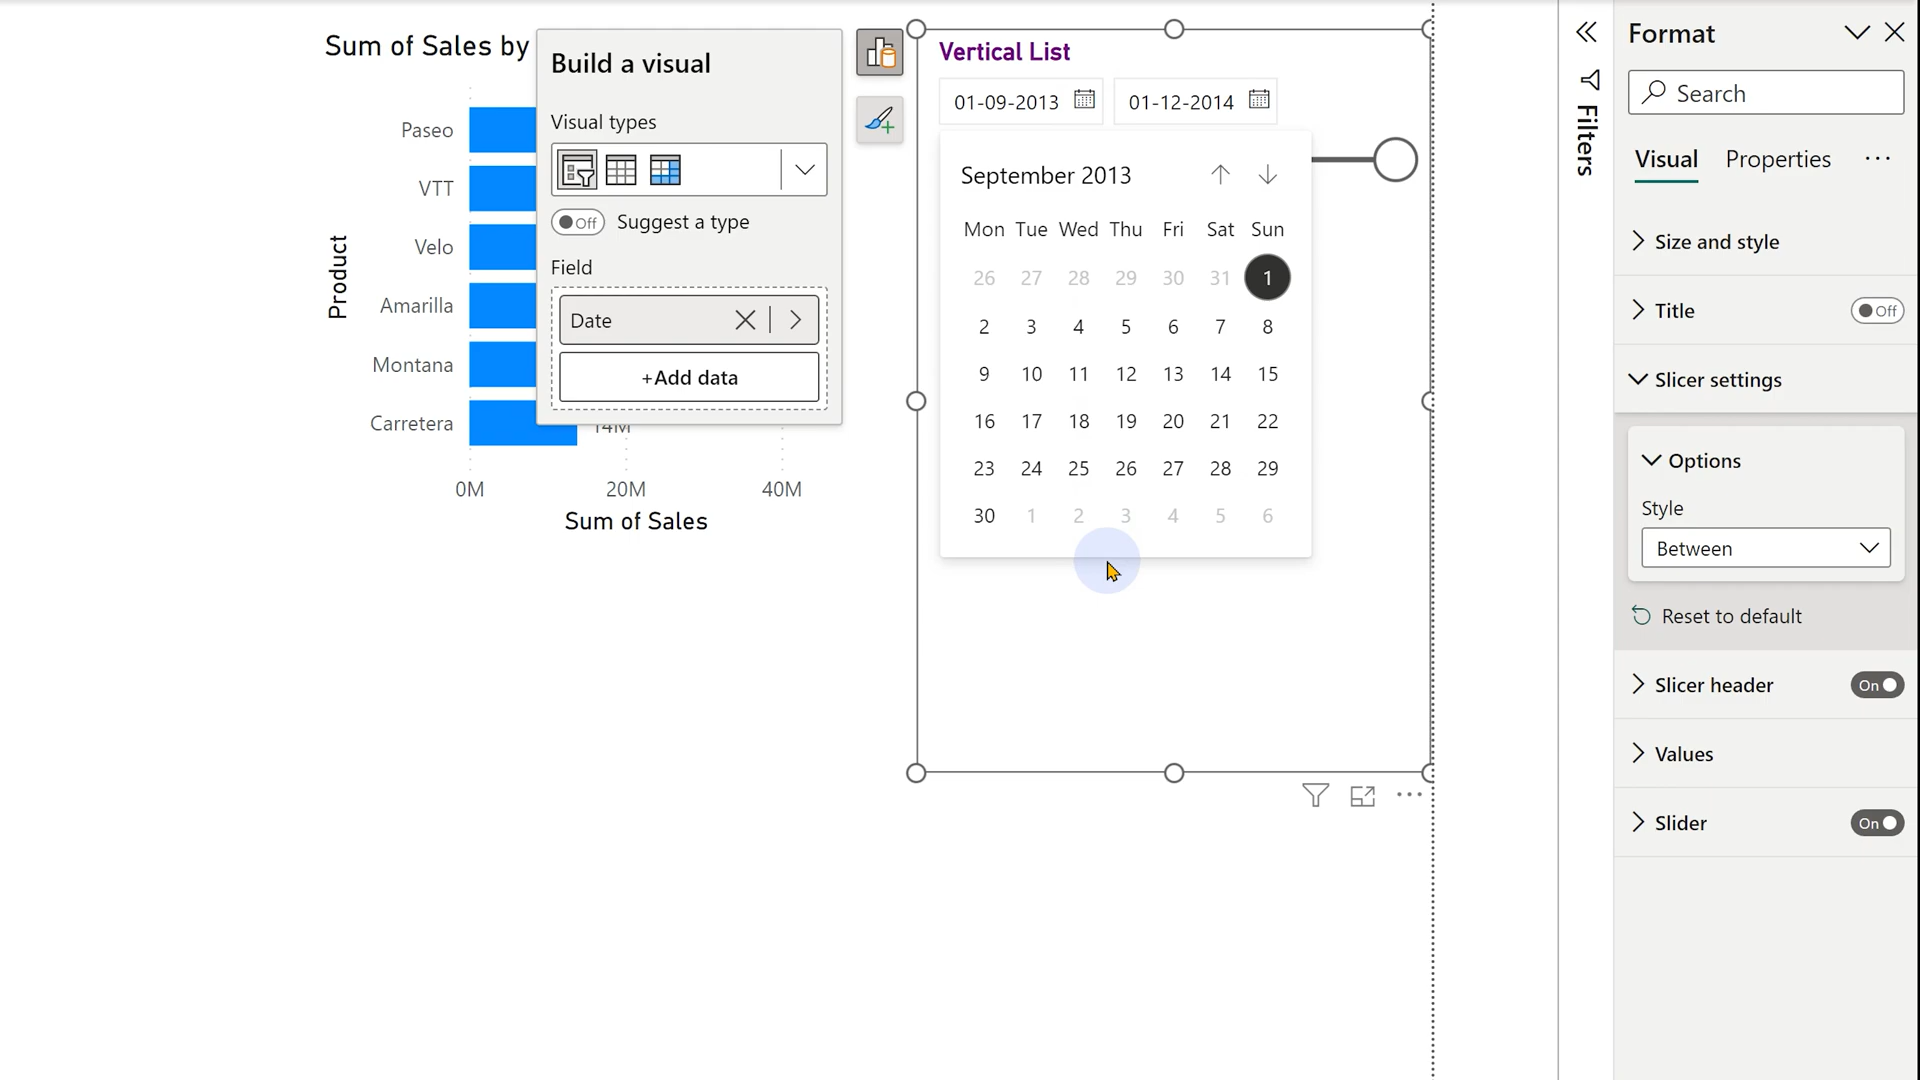 Sum of Sales by
Product
Paseo
VTT
Velo
Amarilla
Montana
Carretera
14M
0M
20M
40M
Sum of Sales
Build a visual
Visual types
Off
Suggest a type
Field
Date
+Add data
Vertical List
01-09-2013
01-12-2014
September 2013
Mon Tue Wed Thu Fri Sat Sun
26 27 28 29 30 31 1
2 3 4 5 6 7 8
9 10 11 12 13 14 15
16 17 18 19 20 21 22
23 24 25 26 27 28 29
30 1 2 3 4 5 6
Filters
Format
Search
Visual Properties
Size and style
Title
Off
Slicer settings
Options
Style
Between
Reset to default
Slicer header
On
Values
Slider
On